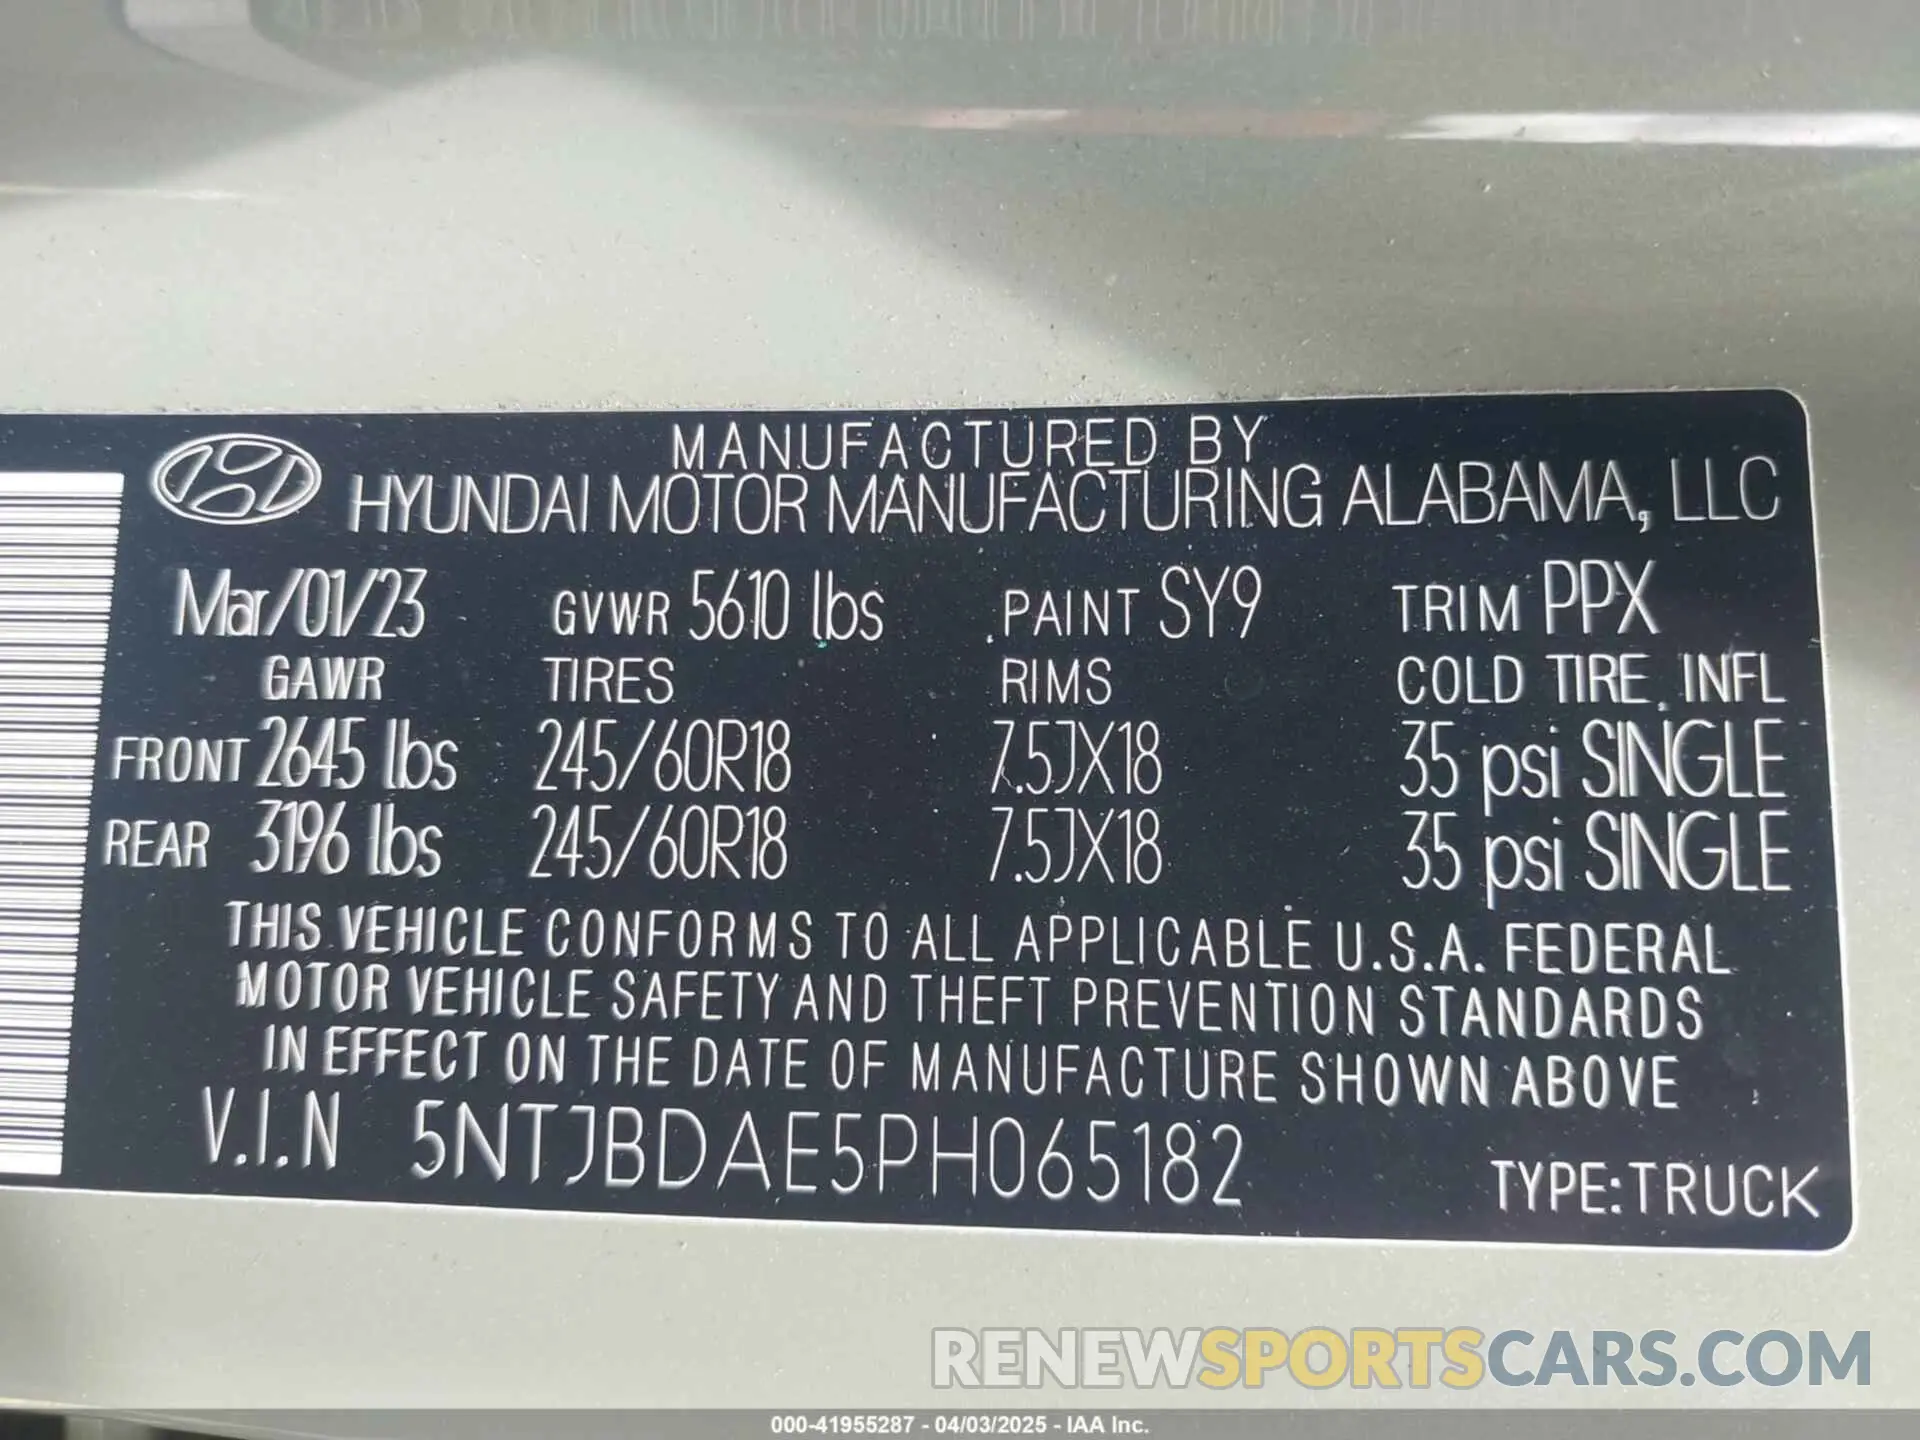 MANUFACTURED BY
HYUNDAI MOTOR MANUFACTURING ALABAMA, LLC
Mar/01/23 GVWR 5610 lbs PAINT SY9 TRIM PPX
GAWR TIRES RIMS COLD TIRE INFL
FRONT 2645 lbs 245/60R18 7.5JX18 35 psi SINGLE
REAR 3196 lbs 245/60R18 7.5JX18 35 psi SINGLE
THIS VEHICLE CONFORMS TO ALL APPLICABLE U.S.A. FEDERAL
MOTOR VEHICLE SAFETY AND THEFT PREVENTION STANDARDS
IN EFFECT ON THE DATE OF MANUFACTURE SHOWN ABOVE
V.I.N 5NTJBDAE5PH065182
TYPE:TRUCK
RENEWSPORTSCARS.COM
000-41955287 - 04/03/2025 - IAA Inc.